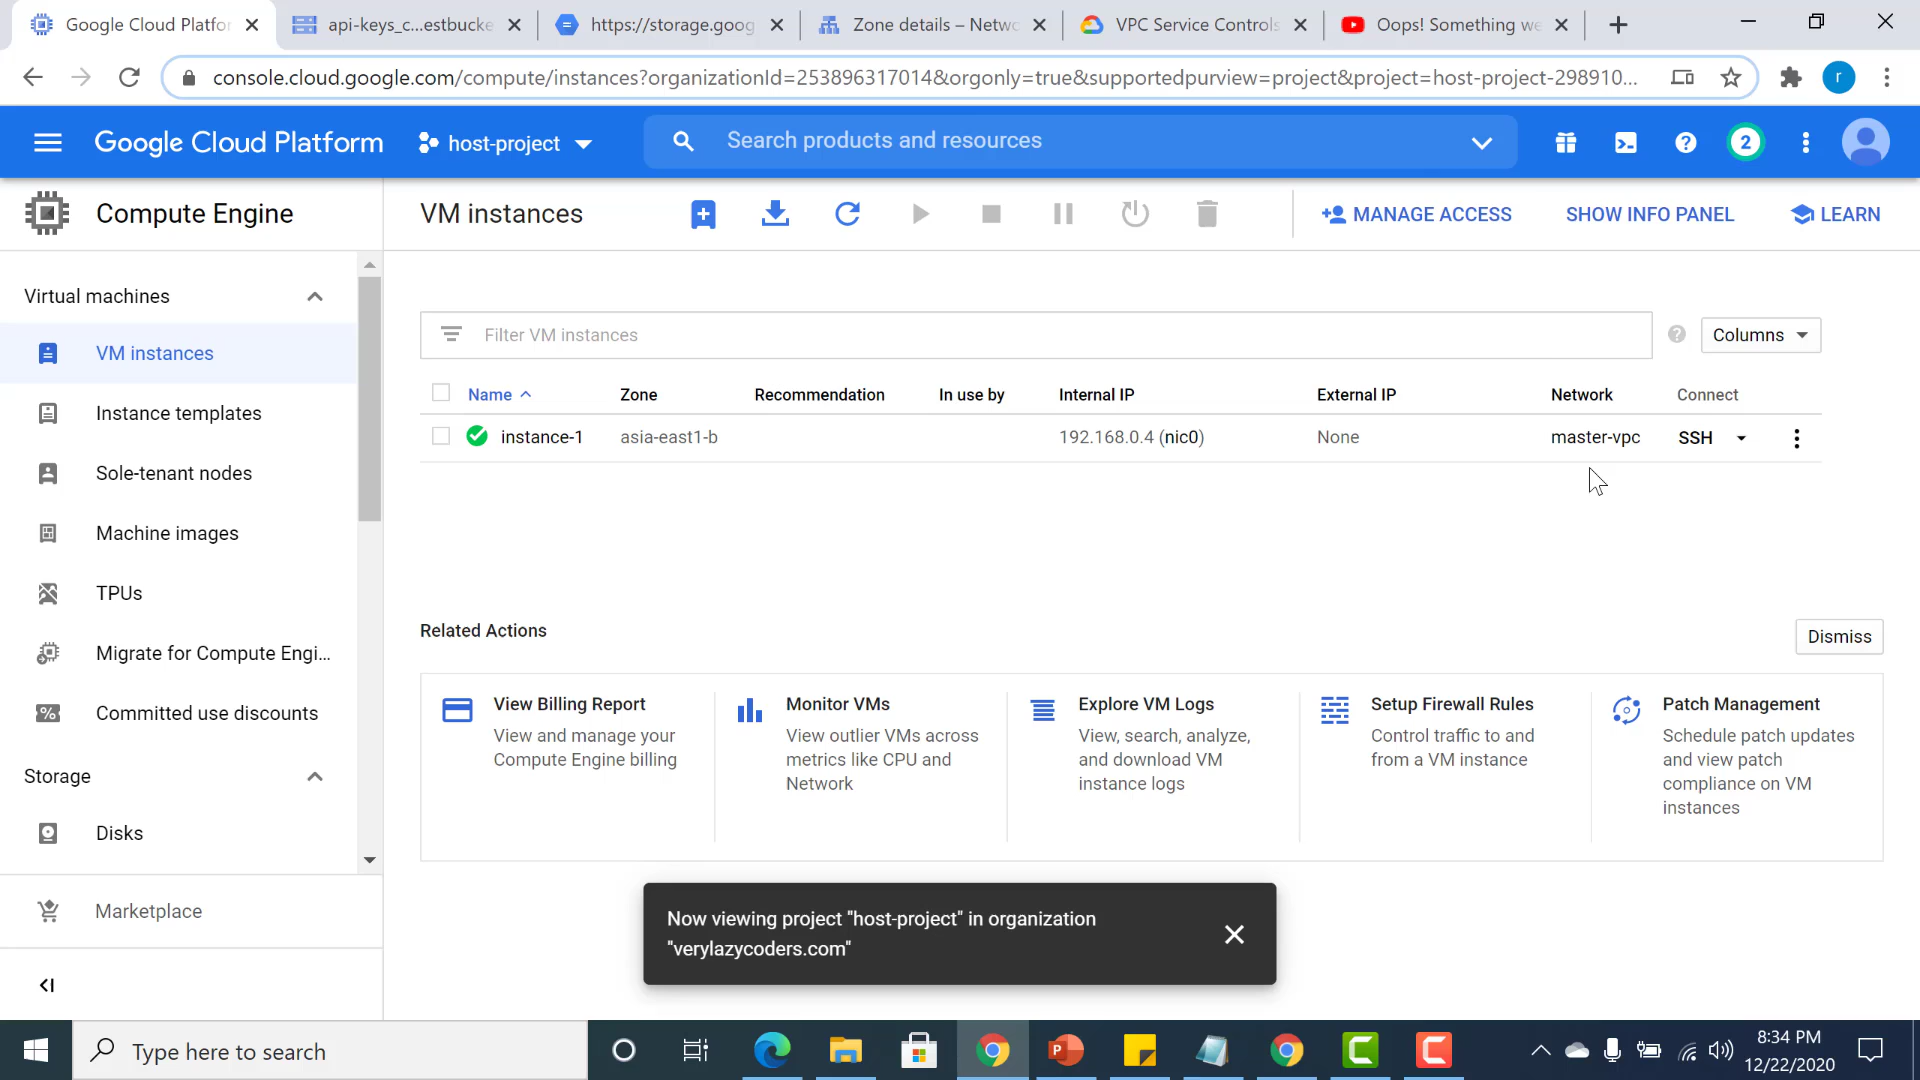 Google Cloud Platfor
api-keys_c...estbucke
https://storage.goog
Zone details – Netwo
VPC Service Controls
Oops! Something we
console.cloud.google.com/compute/instances?organizationId=253896317014&orgonly=true&supportedpurview=project&project=host-project-298910...
r
Google Cloud Platform
host-project
Search products and resources
2
Compute Engine
VM instances
MANAGE ACCESS
SHOW INFO PANEL
LEARN
Virtual machines
VM instances
Instance templates
Sole-tenant nodes
Machine images
TPUs
Migrate for Compute Engi...
Committed use discounts
Storage
Disks
Marketplace
Filter VM instances
Columns
Name
Zone
Recommendation
In use by
Internal IP
External IP
Network
Connect
instance-1
asia-east1-b
192.168.0.4 (nic0)
None
master-vpc
SSH
Related Actions
Dismiss
View Billing Report
View and manage your
Compute Engine billing
Monitor VMs
View outlier VMs across
metrics like CPU and
Network
Explore VM Logs
View, search, analyze,
and download VM
instance logs
Setup Firewall Rules
Control traffic to and
from a VM instance
Patch Management
Schedule patch updates
and view patch
compliance on VM
instances
Now viewing project "host-project" in organization
"verylazycoders.com"
Type here to search
8:34 PM
12/22/2020